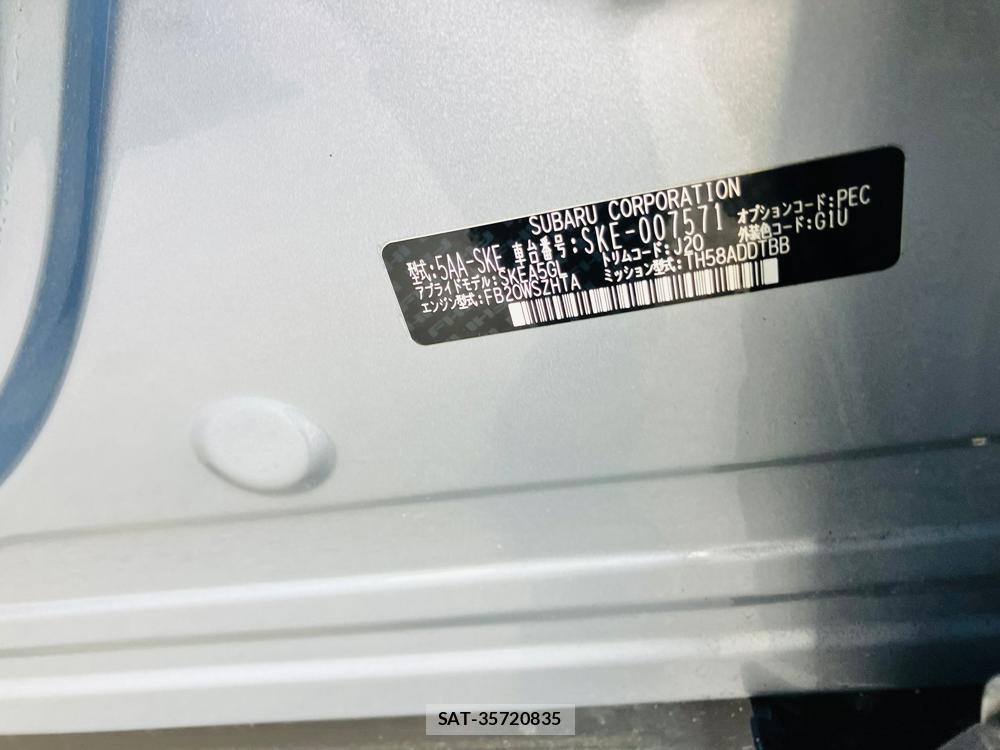 SUBARU CORPORATION
型式:5AA-SKE 車台番号:SKE-007571 オプションコード:PEC
アプライドモデル:SKEA5GL トリムコード:J20 外装色コード:G1U
エンジン型式:FB20WSZHTA ミッション型式:TH58ADDTBB
SAT-35720835